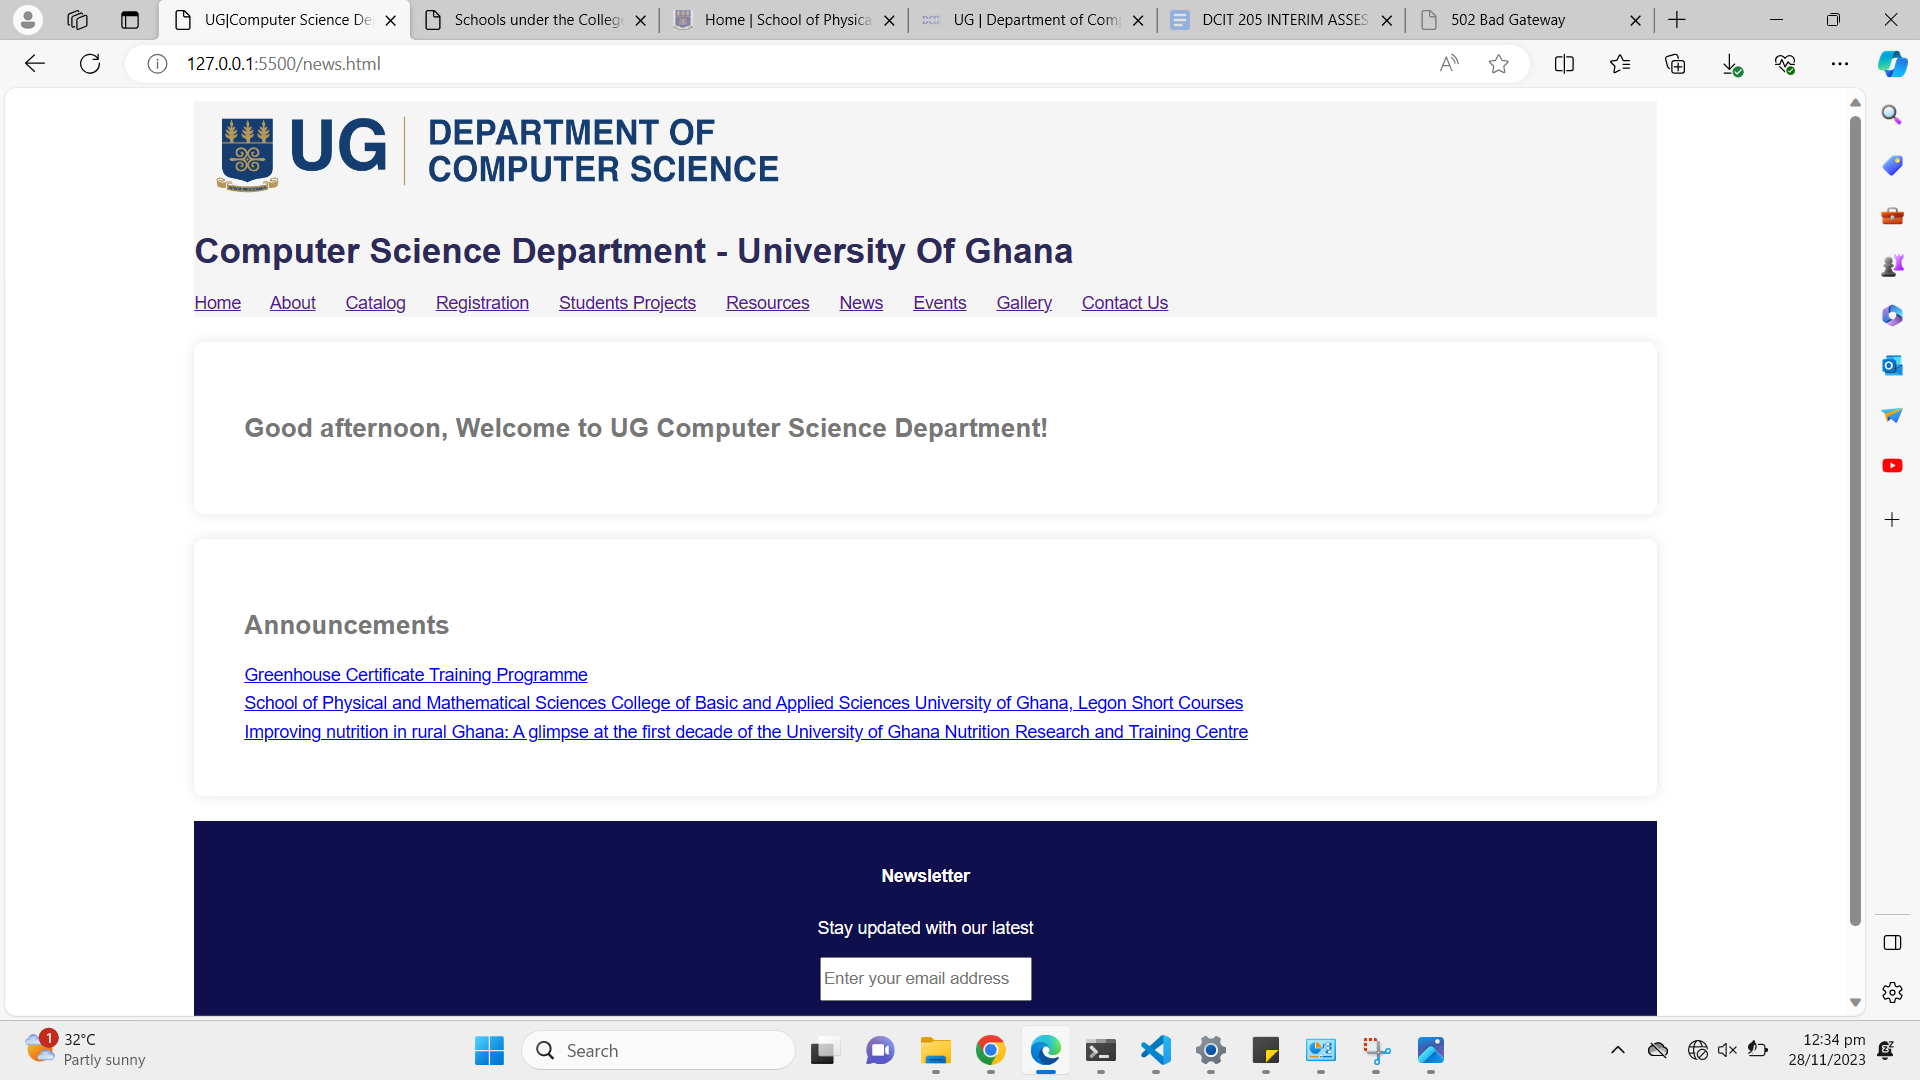 UG|Computer Science De
Schools under the College
Home | School of Physica
UG | Department of Comp
DCIT 205 INTERIM ASSES
502 Bad Gateway
127.0.0.1:5500/news.html
UG
DEPARTMENT OF
COMPUTER SCIENCE
Computer Science Department - University Of Ghana
Home About Catalog Registration Students Projects Resources News Events Gallery Contact Us
Good afternoon, Welcome to UG Computer Science Department!
Announcements
Greenhouse Certificate Training Programme
School of Physical and Mathematical Sciences College of Basic and Applied Sciences University of Ghana, Legon Short Courses
Improving nutrition in rural Ghana: A glimpse at the first decade of the University of Ghana Nutrition Research and Training Centre
Newsletter
Stay updated with our latest
Enter your email address
1
32°C
Partly sunny
Search
12:34 pm
28/11/2023